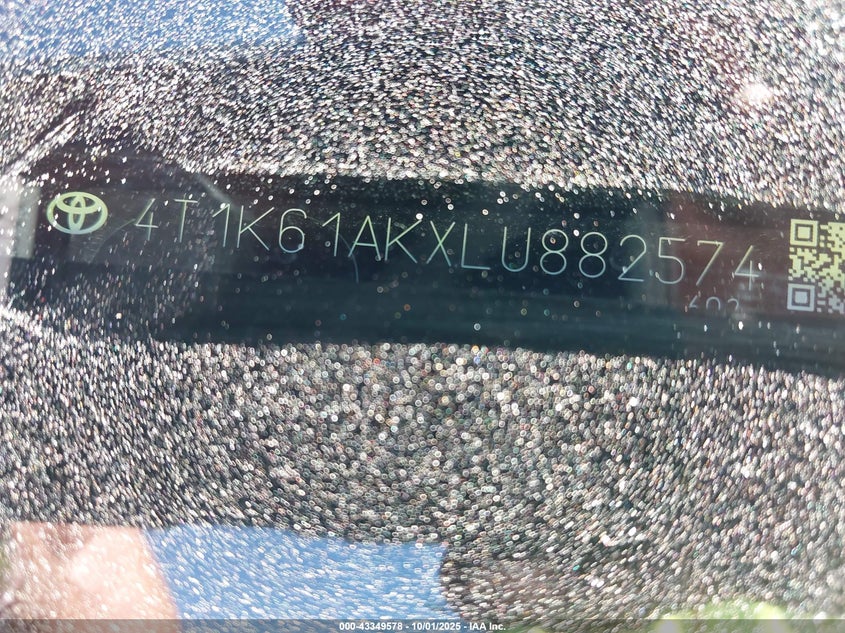 4T1K61AKXLU882574
000-43349578 - 10/01/2025 - IAA Inc.